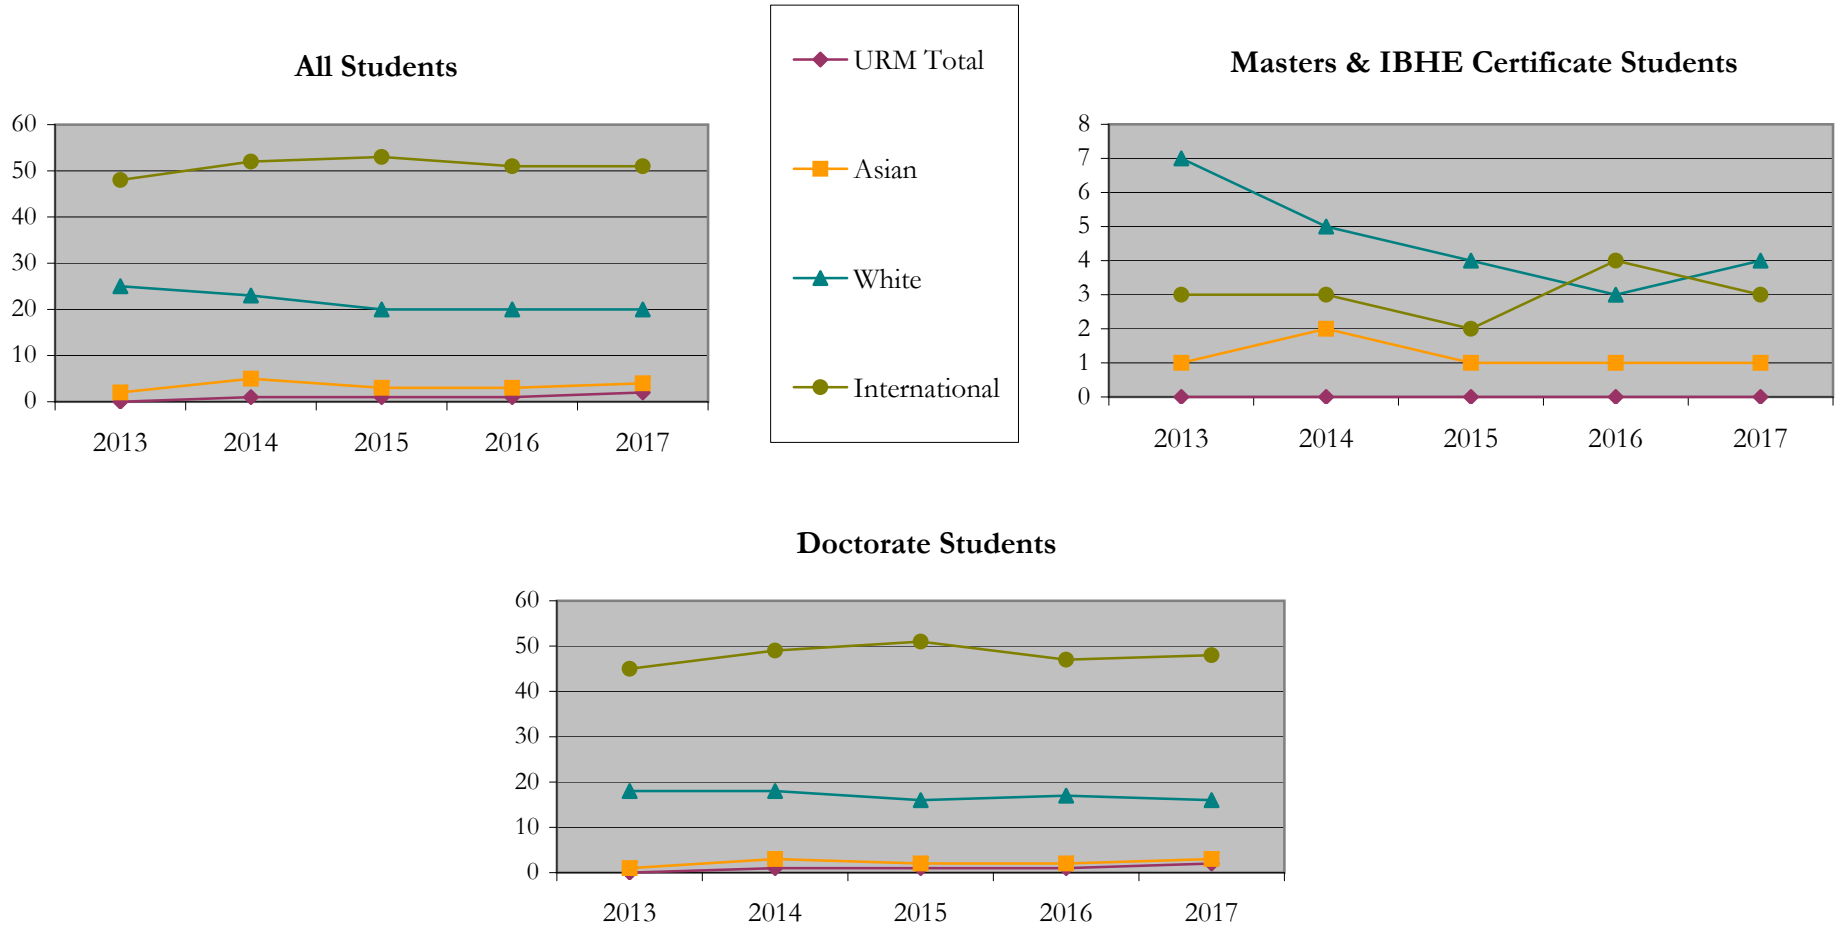 All Students
60
50
40
30
20
10
0
2013 2014 2015 2016 2017
URM Total
Asian
White
International
Masters & IBHE Certificate Students
8
7
6
5
4
3
2
1
0
2013 2014 2015 2016 2017
Doctorate Students
60
50
40
30
20
10
0
2013 2014 2015 2016 2017